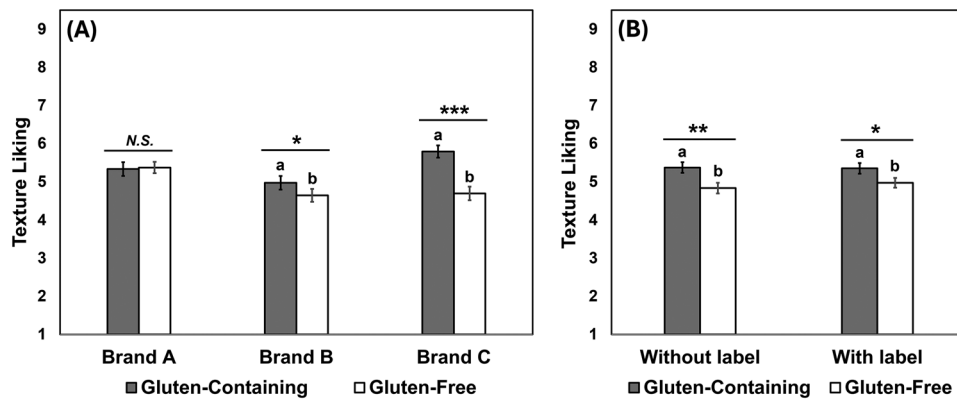 (A)
Texture Liking
9
8
7
6
5
4
3
2
1
N.S.
*
a
b
***
a
b
Brand A
Brand B
Brand C
Gluten-Containing
Gluten-Free
(B)
Texture Liking
9
8
7
6
5
4
3
2
1
**
a
b
*
a
b
Without label
With label
Gluten-Containing
Gluten-Free